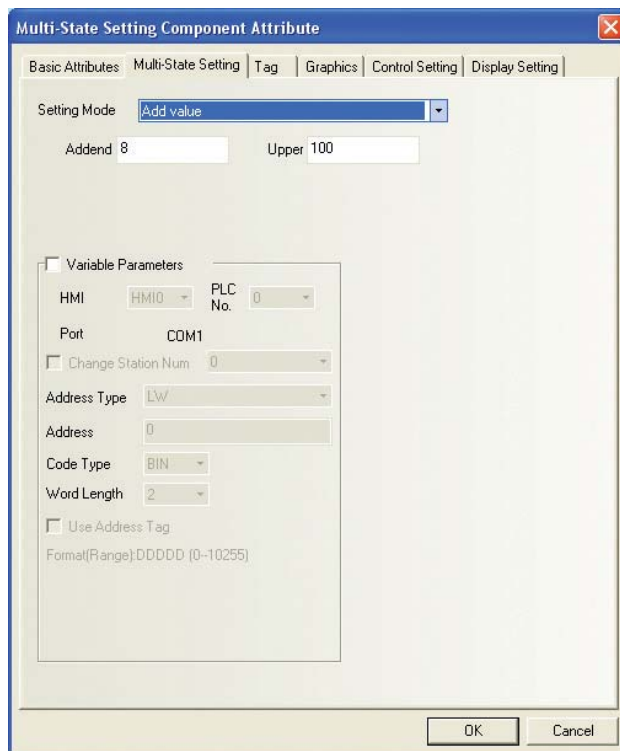 Multi-State Setting Component Attribute
Basic Attributes Multi-State Setting Tag Graphics Control Setting Display Setting
Setting Mode Add value
Addend 8 Upper 100
Variable Parameters
HMI HMI0 PLC No. 0
Port COM1
Change Station Num 0
Address Type LW
Address 0
Code Type BIN
Word Length 2
Use Address Tag
Format(Range):DDDDD (0--10255)
OK Cancel